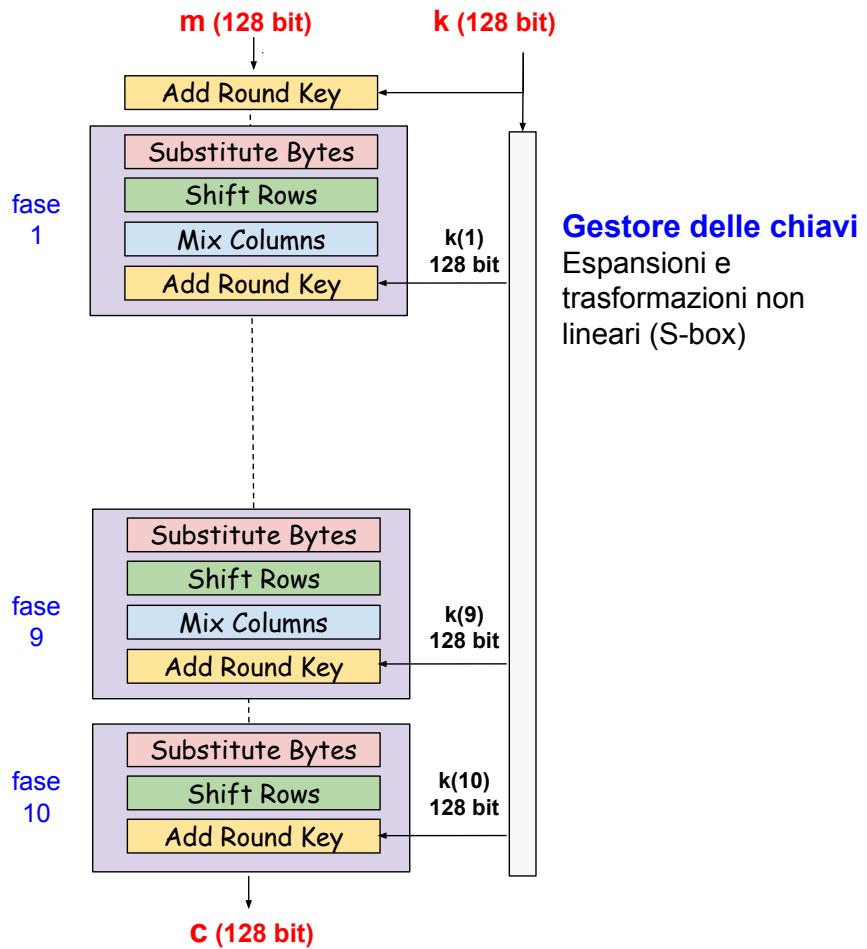 m (128 bit)
k (128 bit)
Add Round Key
fase
1
Substitute Bytes
Shift Rows
Mix Columns
Add Round Key
k(1)
128 bit
Gestore delle chiavi
Espansioni e
trasformazioni non
lineari (S-box)
fase
9
Substitute Bytes
Shift Rows
Mix Columns
Add Round Key
k(9)
128 bit
fase
10
Substitute Bytes
Shift Rows
Add Round Key
k(10)
128 bit
c (128 bit)